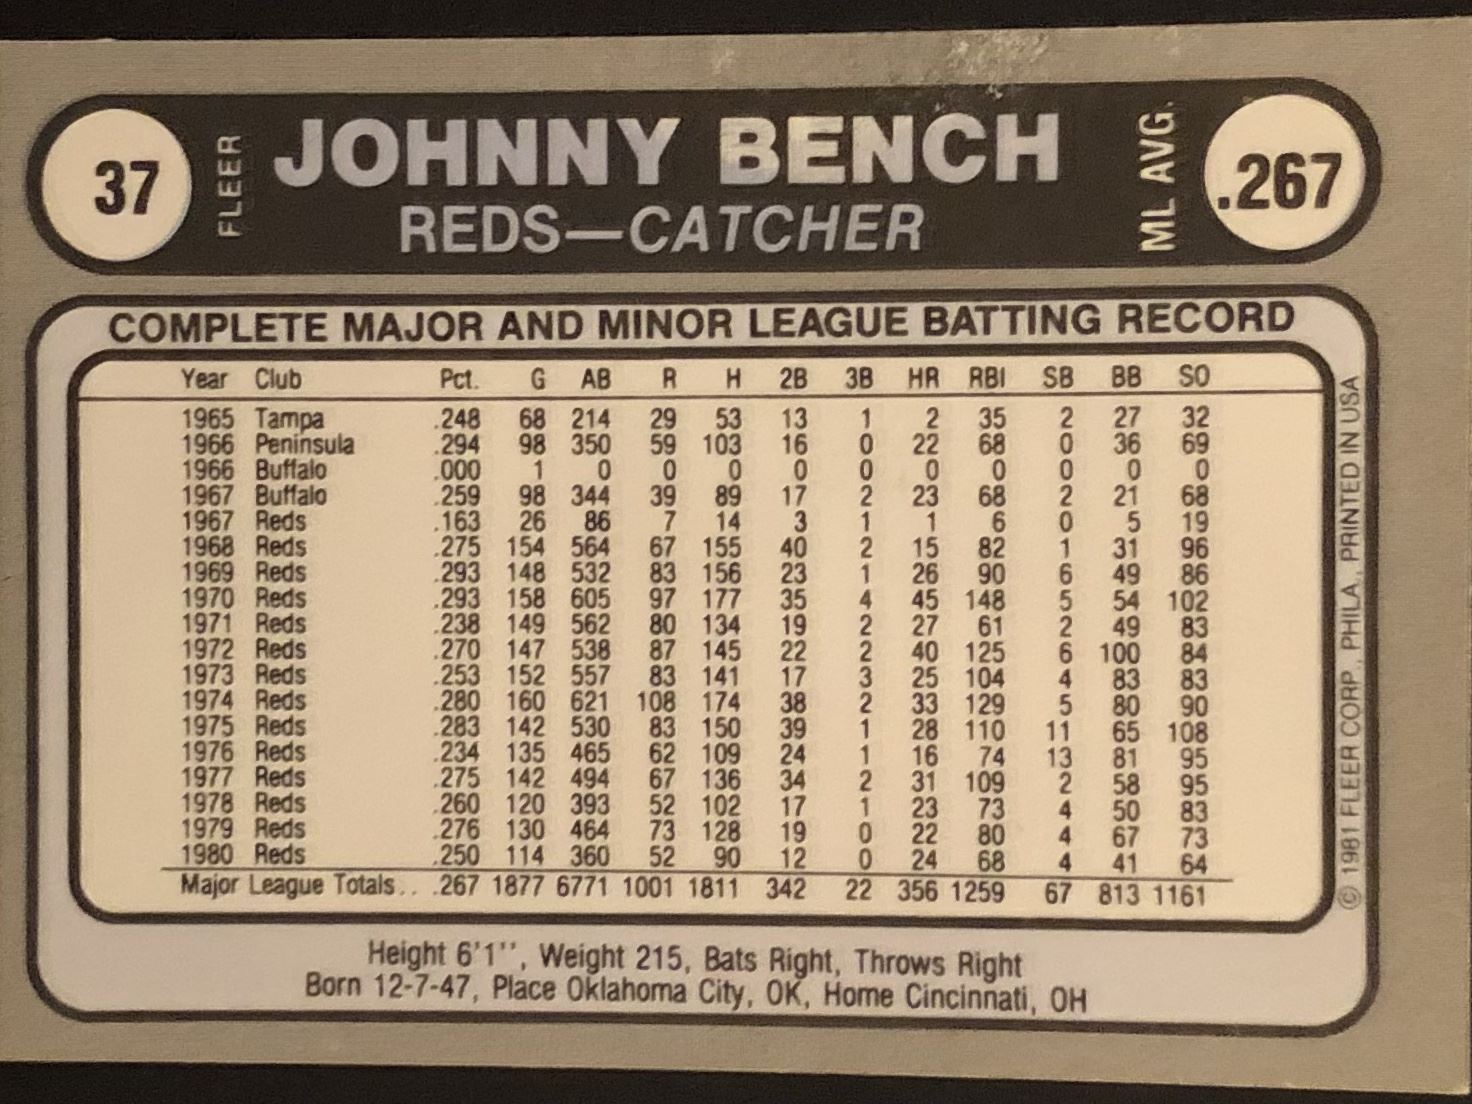 37 FLEER JOHNNY BENCH ML AVG. .267
REDS—CATCHER
COMPLETE MAJOR AND MINOR LEAGUE BATTING RECORD
Year Club Pct. G AB R H 2B 3B HR RBI SB BB SO
1965 Tampa .248 68 214 29 53 13 1 2 35 2 27 32
1966 Peninsula .294 98 350 59 103 16 0 22 68 0 36 69
1966 Buffalo .000 1 0 0 0 0 0 0 0 0 0 0
1967 Buffalo .259 98 344 39 89 17 2 23 68 2 21 68
1967 Reds .163 26 86 7 14 3 1 1 6 0 5 19
1968 Reds .275 154 564 67 155 40 2 15 82 1 31 96
1969 Reds .293 148 532 83 156 23 1 26 90 6 49 86
1970 Reds .293 158 605 97 177 35 4 45 148 5 54 102
1971 Reds .238 149 562 80 134 19 2 27 61 2 49 83
1972 Reds .270 147 538 87 145 22 2 40 125 6 100 84
1973 Reds .253 152 557 83 141 17 3 25 104 4 83 83
1974 Reds .280 160 621 108 174 38 2 33 129 5 80 90
1975 Reds .283 142 530 83 150 39 1 28 110 11 65 108
1976 Reds .234 135 465 62 109 24 1 16 74 13 81 95
1977 Reds .275 142 494 67 136 34 2 31 109 2 58 95
1978 Reds .260 120 393 52 102 17 1 23 73 4 50 83
1979 Reds .276 130 464 73 128 19 0 22 80 4 67 73
1980 Reds .250 114 360 52 90 12 0 24 68 4 41 64
Major League Totals.. .267 1877 6771 1001 1811 342 22 356 1259 67 813 1161
Height 6'1'', Weight 215, Bats Right, Throws Right
Born 12-7-47, Place Oklahoma City, OK, Home Cincinnati, OH
© 1981 FLEER CORP., PHILA., PRINTED IN USA